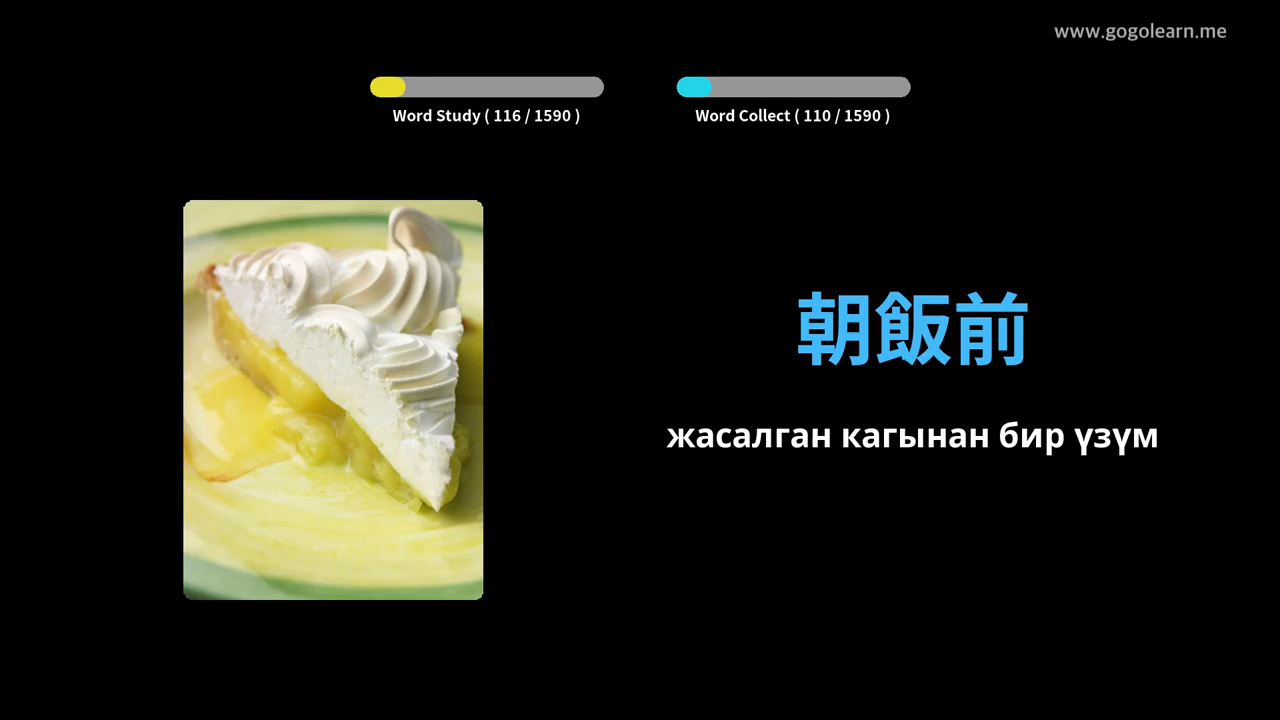 www.gogolearn.me
Word Study ( 116 / 1590 )
Word Collect ( 110 / 1590 )
朝飯前
жасалган кагынан бир үзүм